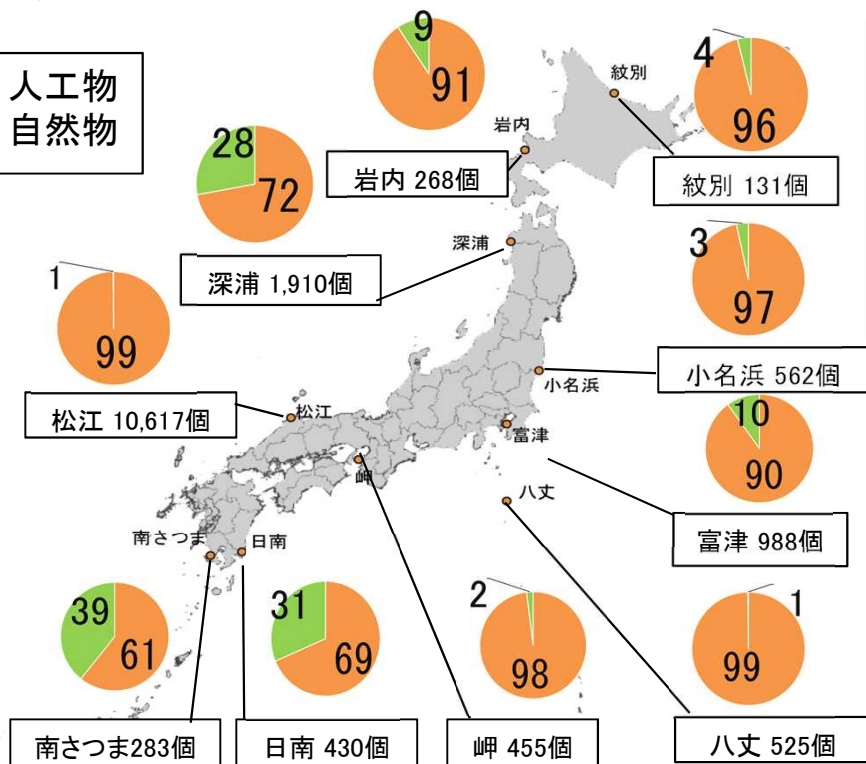 人工物
自然物
9
91
4
96
紋別
岩内
岩内 268個
紋別 131個
28
72
深浦
深浦 1,910個
3
97
1
99
小名浜
小名浜 562個
松江
松江 10,617個
富津
10
90
岬
八丈
富津 988個
南さつま
日南
39
61
31
69
2
98
1
99
南さつま283個
日南 430個
岬 455個
八丈 525個